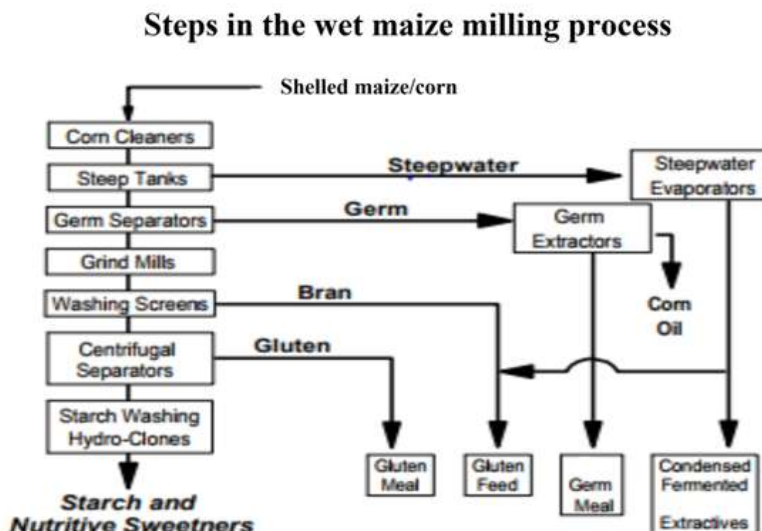 Steps in the wet maize milling process
Shelled maize/corn
Corn Cleaners
Steep Tanks
Steepwater
Steepwater
Evaporators
Germ Separators
Germ
Germ
Extractors
Grind Mills
Washing Screens
Bran
Corn
Oil
Centrifugal
Separators
Gluten
Starch Washing
Hydro-Clones
Gluten
Meal
Gluten
Feed
Germ
Meal
Condensed
Fermented
Extractives
Starch and
Nutritive Sweetners